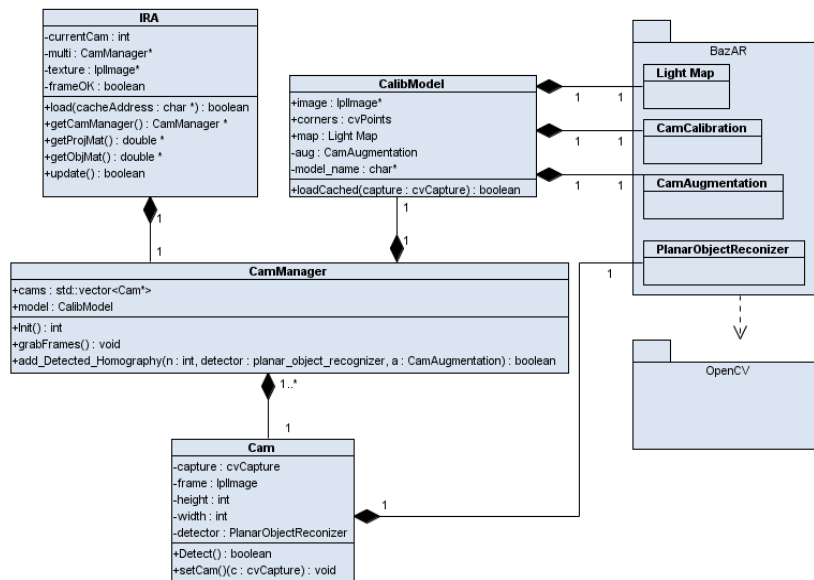 IRA
-currentCam : int
-multi : CamManager*
-texture : IplImage*
-frameOK : boolean
+load(cacheAddress : char *) : boolean
+getCamManager() : CamManager *
+getProjMat() : double *
+getObjMat() : double *
+update() : boolean
CalibModel
+image : IplImage*
+corners : cvPoints
+map : Light Map
-aug : CamAugmentation
-model_name : char*
+loadCached(capture : cvCapture) : boolean
BazAR
Light Map
CamCalibration
CamAugmentation
PlanarObjectReconizer
1
1
1
1
1
1
1
1
1
1
1
CamManager
+cams : std::vector<Cam*>
+model : CalibModel
+Init() : int
+grabFrames() : void
+add_Detected_Homography(n : int, detector : planar_object_recognizer, a : CamAugmentation) : boolean
OpenCV
1..*
1
Cam
-capture : cvCapture
-frame : IplImage
-height : int
-width : int
-detector : PlanarObjectReconizer
+Detect() : boolean
+setCam()(c : cvCapture) : void
1